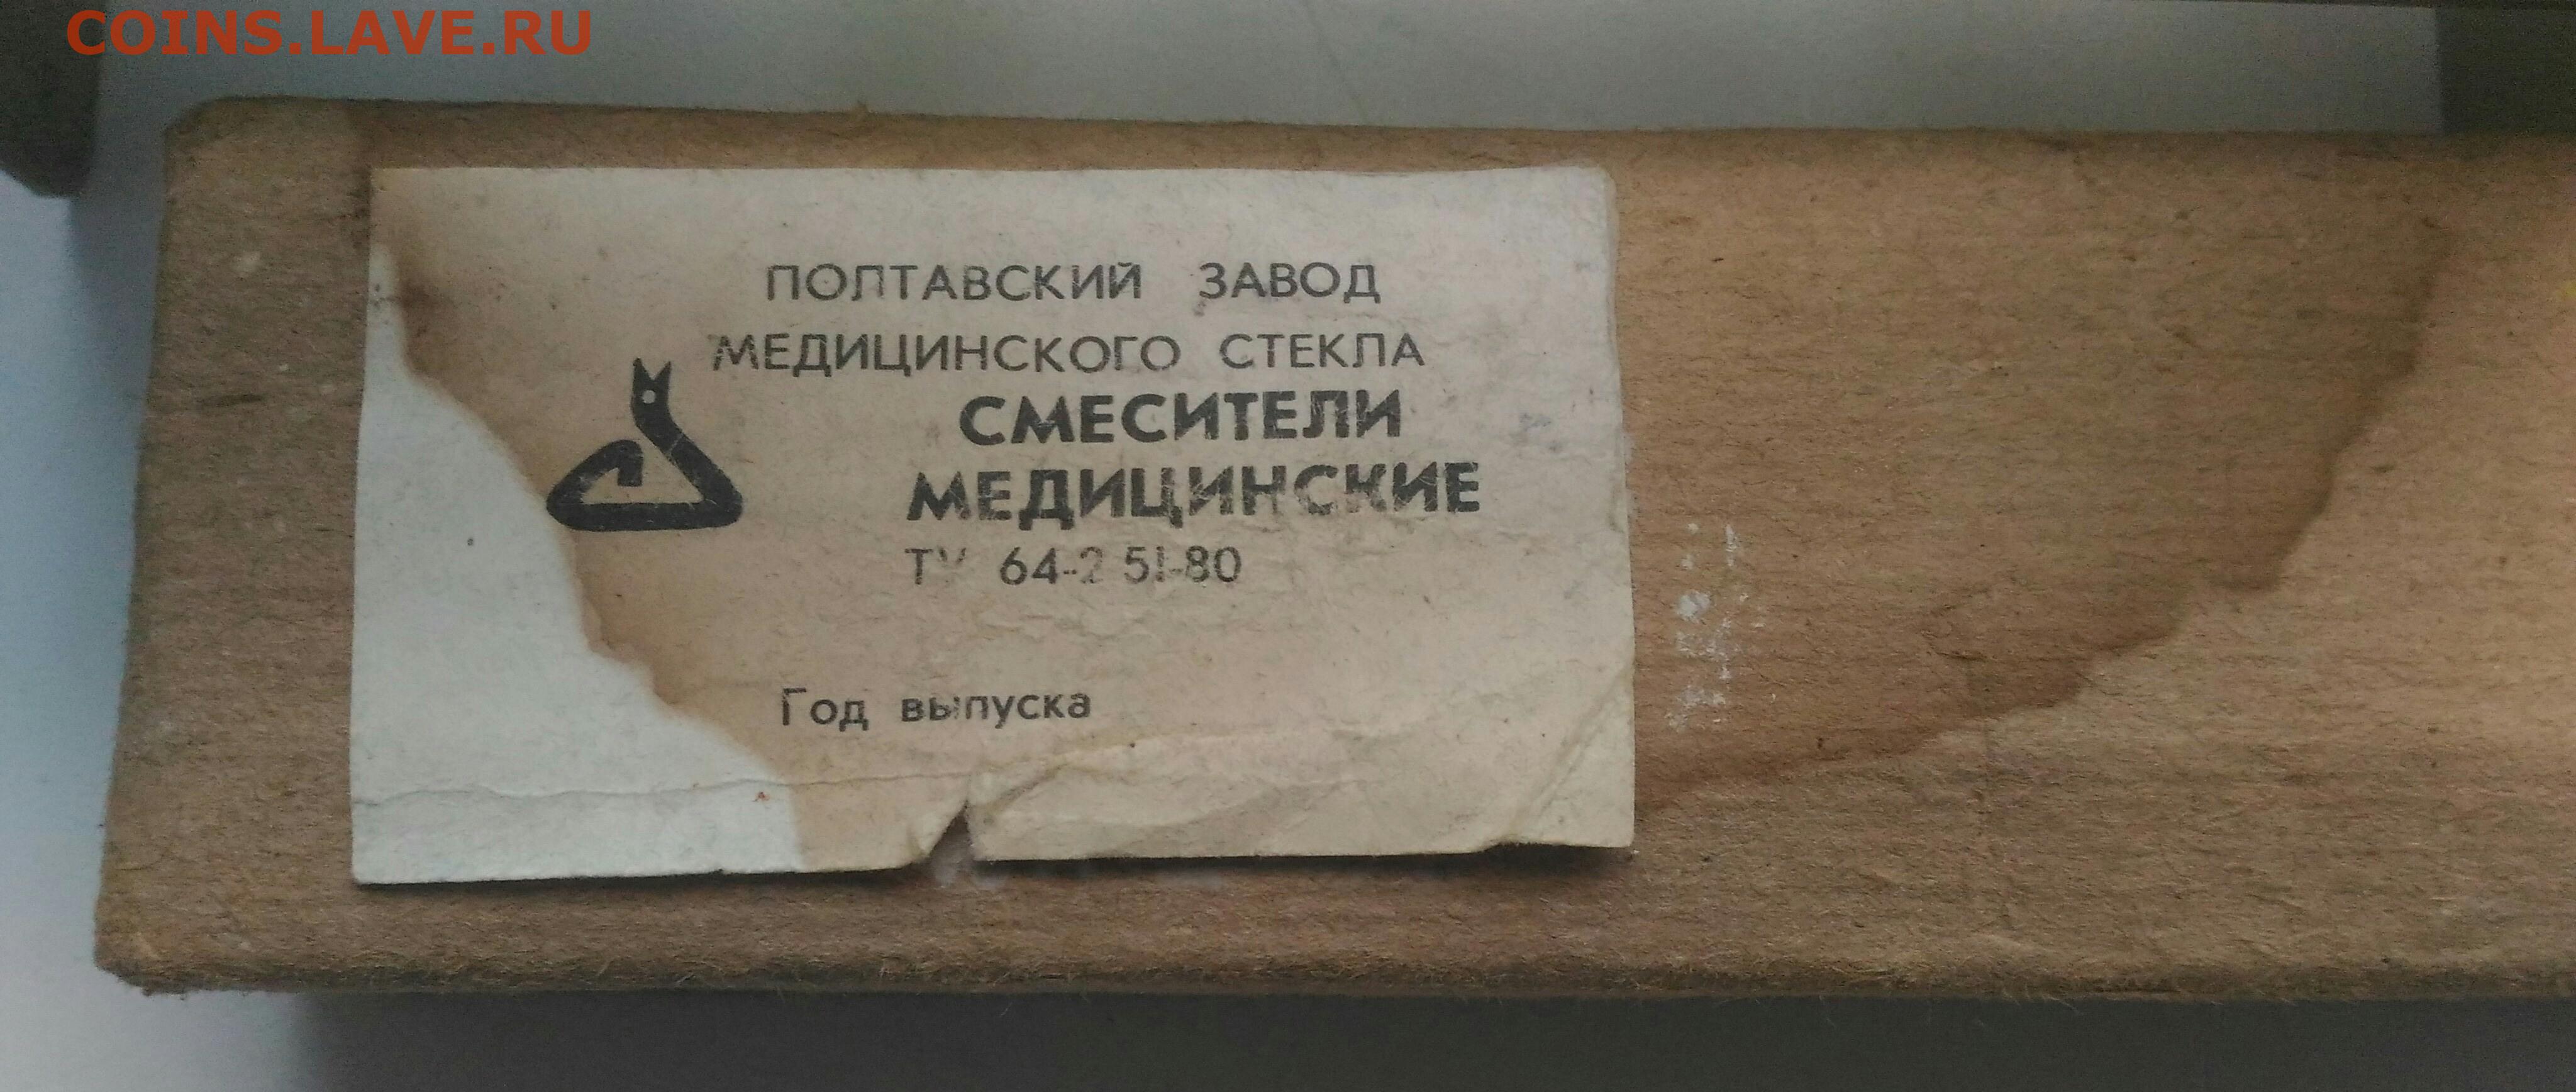 COINS.LAVE.RU
ПОЛТАВСКИЙ ЗАВОД
МЕДИЦИНСКОГО СТЕКЛА
СМЕСИТЕЛИ
МЕДИЦИНСКИЕ
ТУ 64-2 51-80
Год выпуска